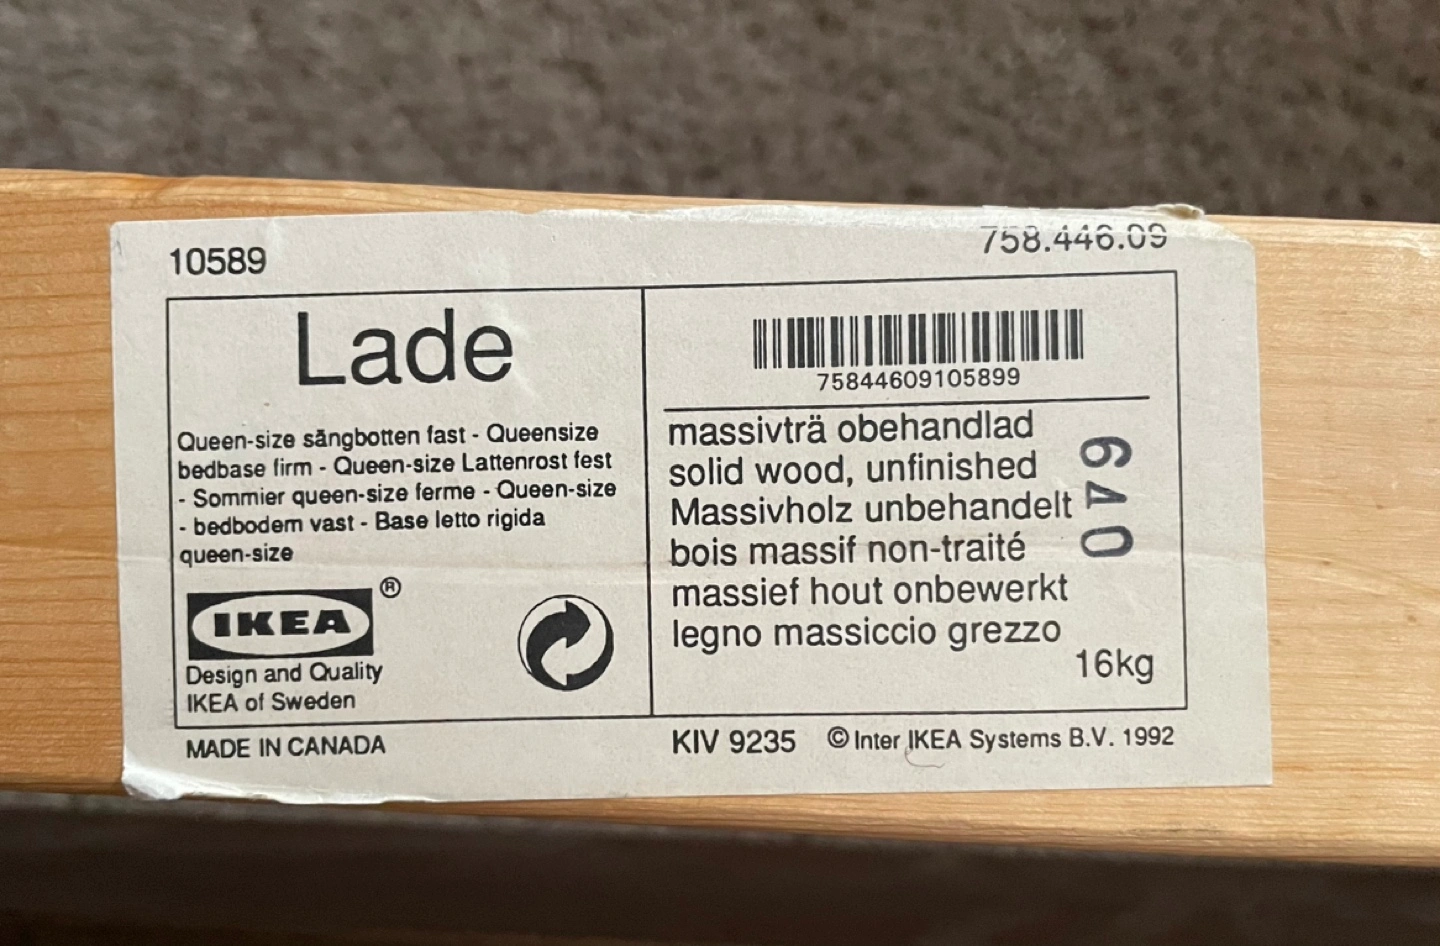 10589
758.446.09
Lade
Queen-size sängbotten fast - Queensize
bedbase firm - Queen-size Lattenrost fest
- Sommier queen-size ferme - Queen-size
- bedbodem vast - Base letto rigida
queen-size
IKEA®
Design and Quality
IKEA of Sweden
75844609105899
massivträ obehandlad
solid wood, unfinished
Massivholz unbehandelt
bois massif non-traité
massief hout onbewerkt
legno massiccio grezzo
16kg
640
MADE IN CANADA
KIV 9235 © Inter IKEA Systems B.V. 1992